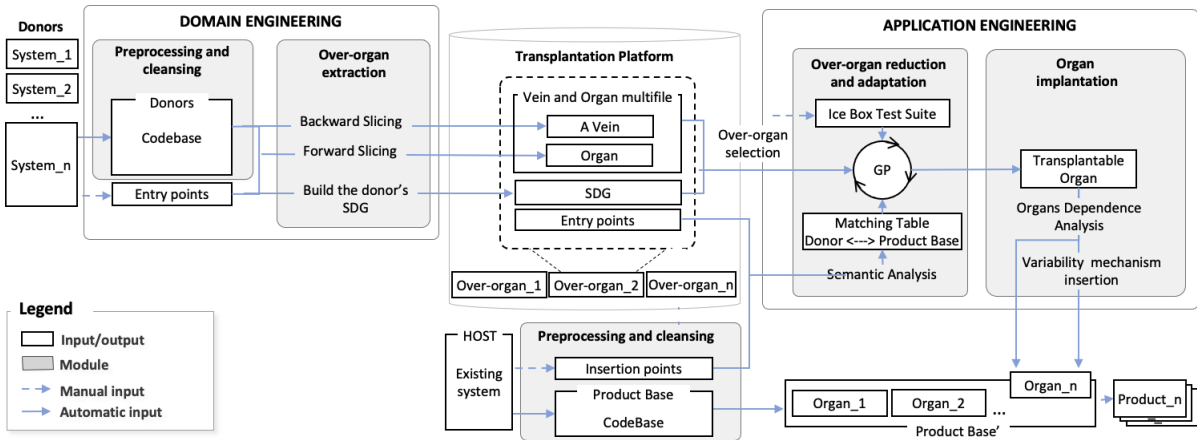 Donors
System_1
System_2
...
System_n
DOMAIN ENGINEERING
Preprocessing and
cleansing
Donors
Codebase
Entry points
Over-organ
extraction
Backward Slicing
Forward Slicing
Build the donor's
SDG
Transplantation Platform
Vein and Organ multifile
A Vein
Organ
SDG
Entry points
Over-organ_1
Over-organ_2
Over-organ_n
Over-organ
selection
APPLICATION ENGINEERING
Over-organ reduction
and adaptation
Ice Box Test Suite
GP
Matching Table
Donor <---> Product Base
Semantic Analysis
Organ
implantation
Transplantable
Organ
Organs Dependence
Analysis
Variability mechanism
insertion
Legend
Input/output
Module
Manual input
Automatic input
HOST
Existing
system
Preprocessing and cleansing
Insertion points
Product Base
CodeBase
Organ_1
Organ_2
...
Organ_n
Product Base'
Product_n